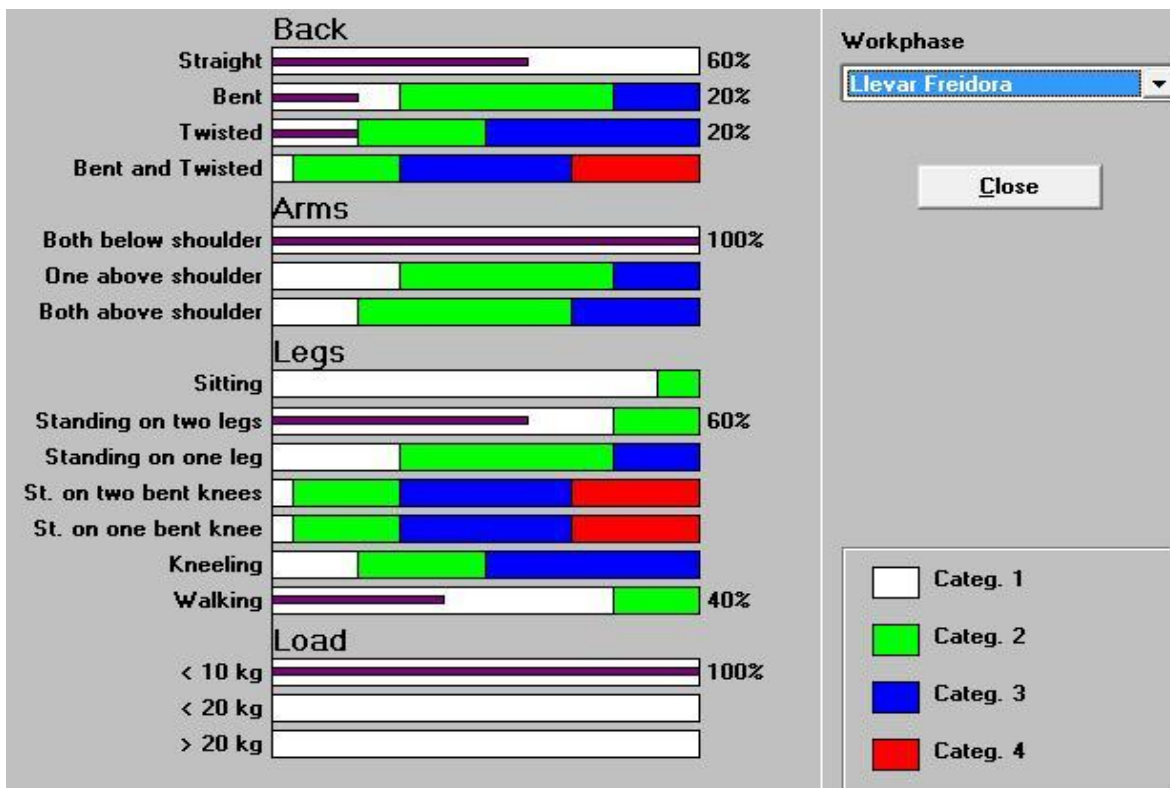 Back
Straight 60%
Bent 20%
Twisted 20%
Bent and Twisted
Arms
Both below shoulder 100%
One above shoulder
Both above shoulder
Legs
Sitting
Standing on two legs 60%
Standing on one leg
St. on two bent knees
St. on one bent knee
Kneeling
Walking 40%
Load
< 10 kg 100%
< 20 kg
> 20 kg
Workphase
Llevar Freidora
Close
Categ. 1
Categ. 2
Categ. 3
Categ. 4